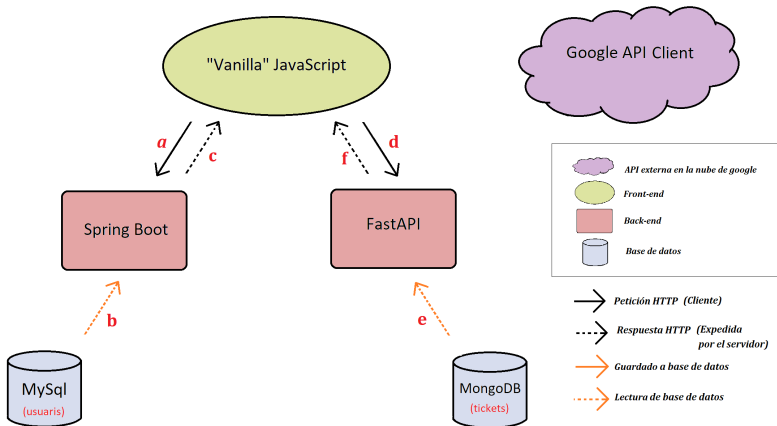 "Vanilla" JavaScript
Google API Client
a
c
f
d
Spring Boot
FastAPI
b
e
MySql
(usuaris)
MongoDB
(tickets)
API externa en la nube de google
Front-end
Back-end
Base de datos
Petición HTTP (Cliente)
Respuesta HTTP (Expedida
por el servidor)
Guardado a base de datos
Lectura de base de datos